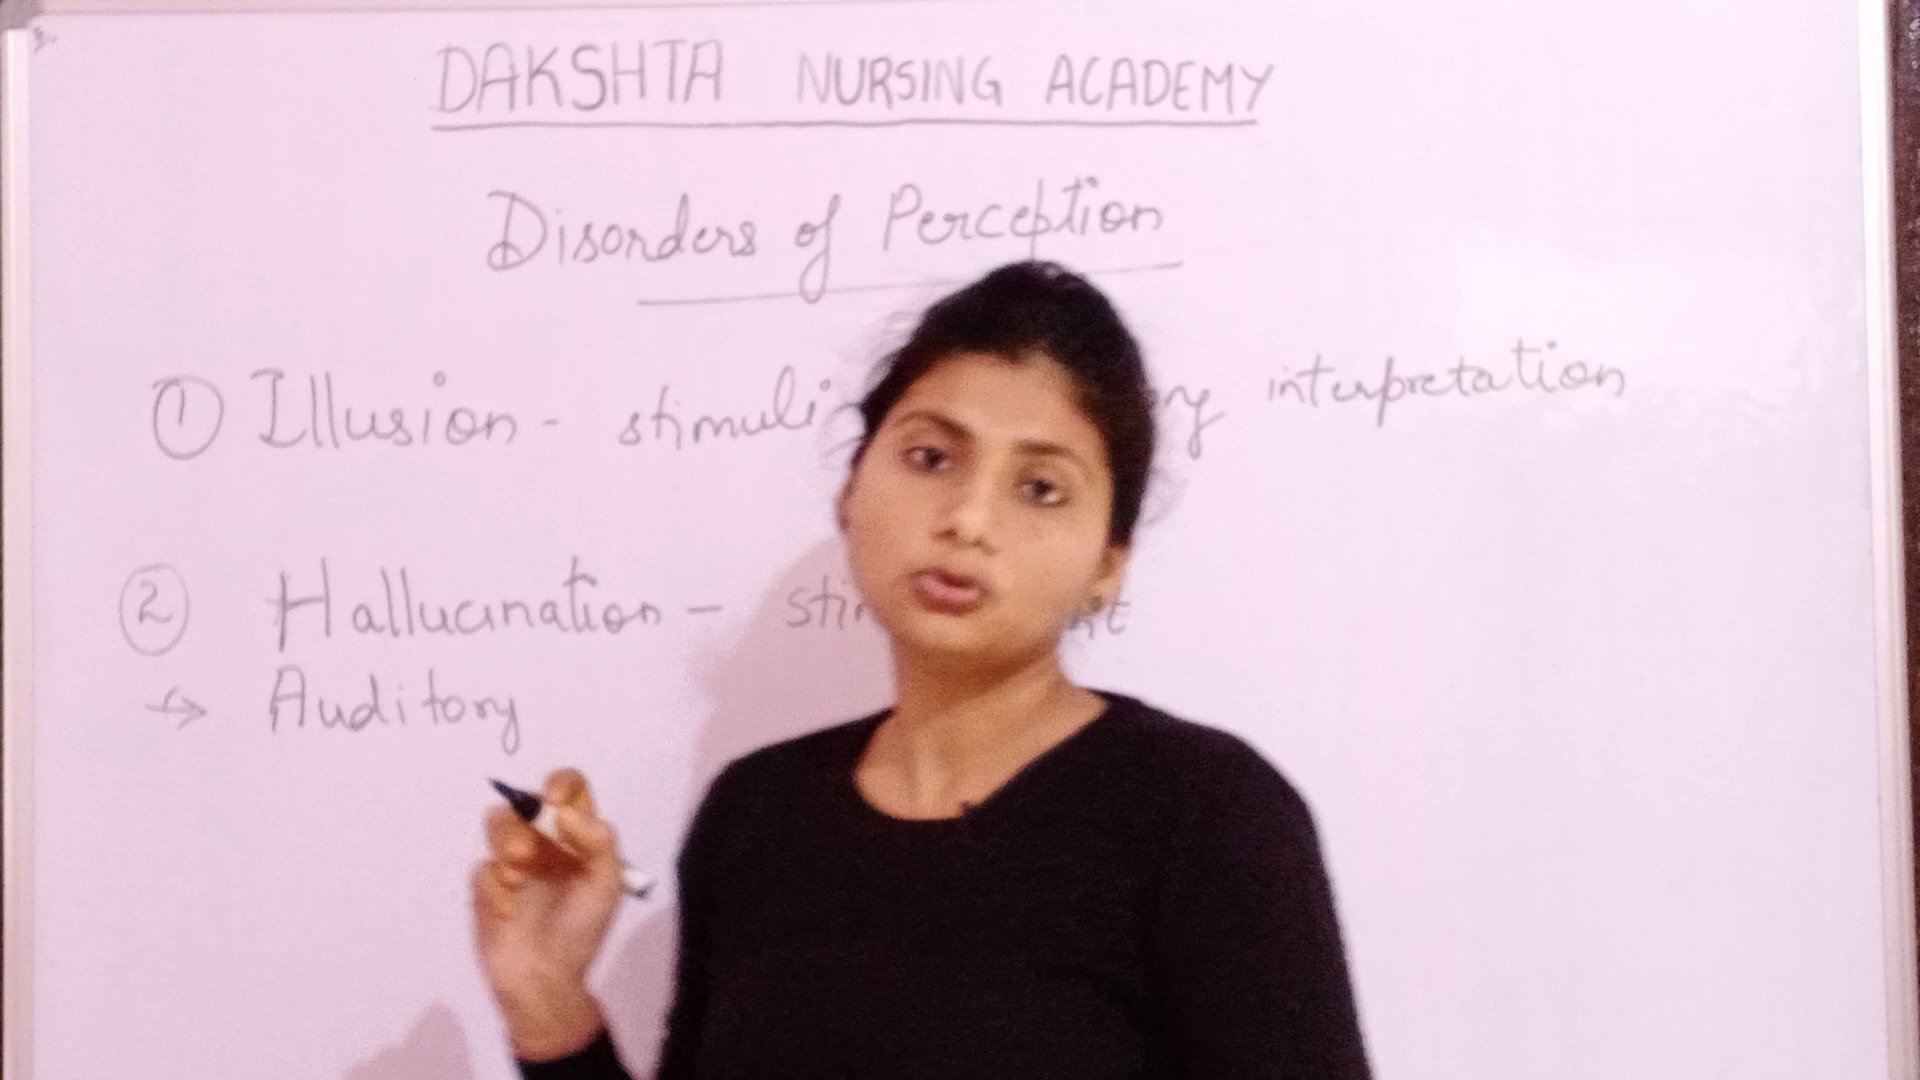 DAKSHTA NURSING ACADEMY
Disorders of Perception
① Illusion - stimuli interpretation
② Hallucination -
↪ Auditory